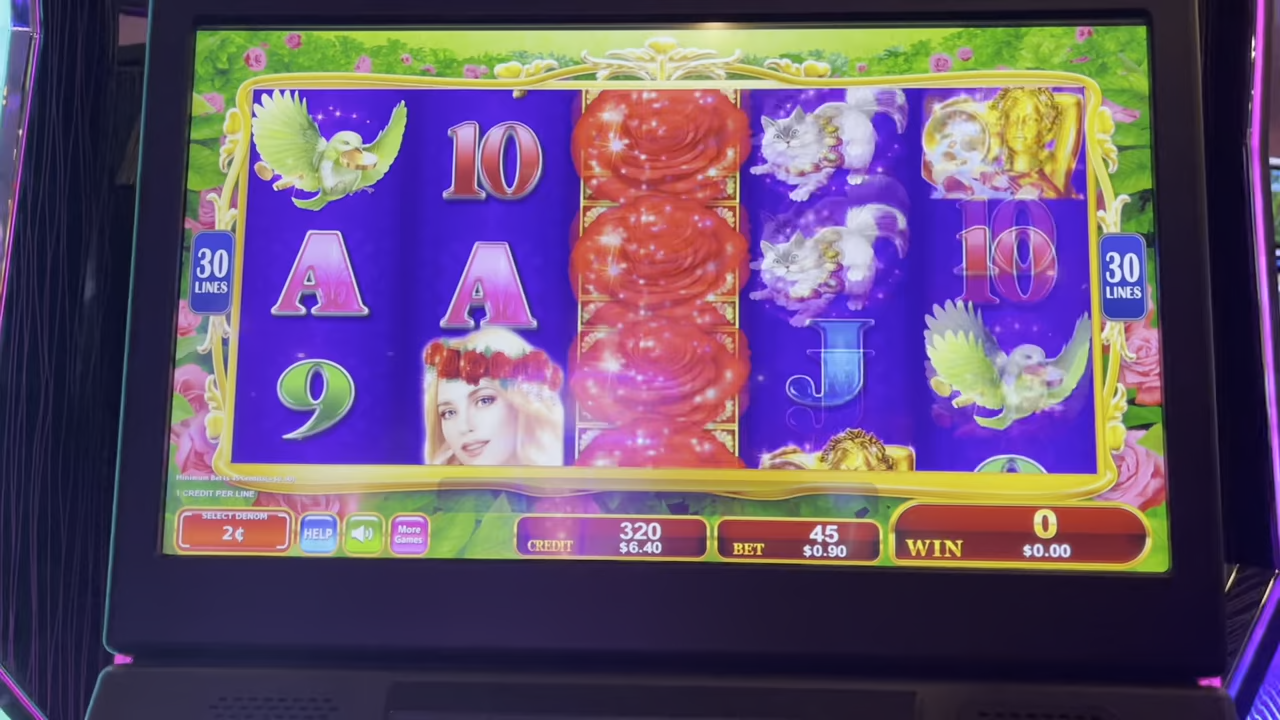 10
10
30
LINES
A
A
30
LINES
J
9
1 CREDIT PER LINE
SELECT DENOM
2¢
HELP
More
Games
CREDIT
320
$6.40
BET
45
$0.90
WIN
0
$0.00